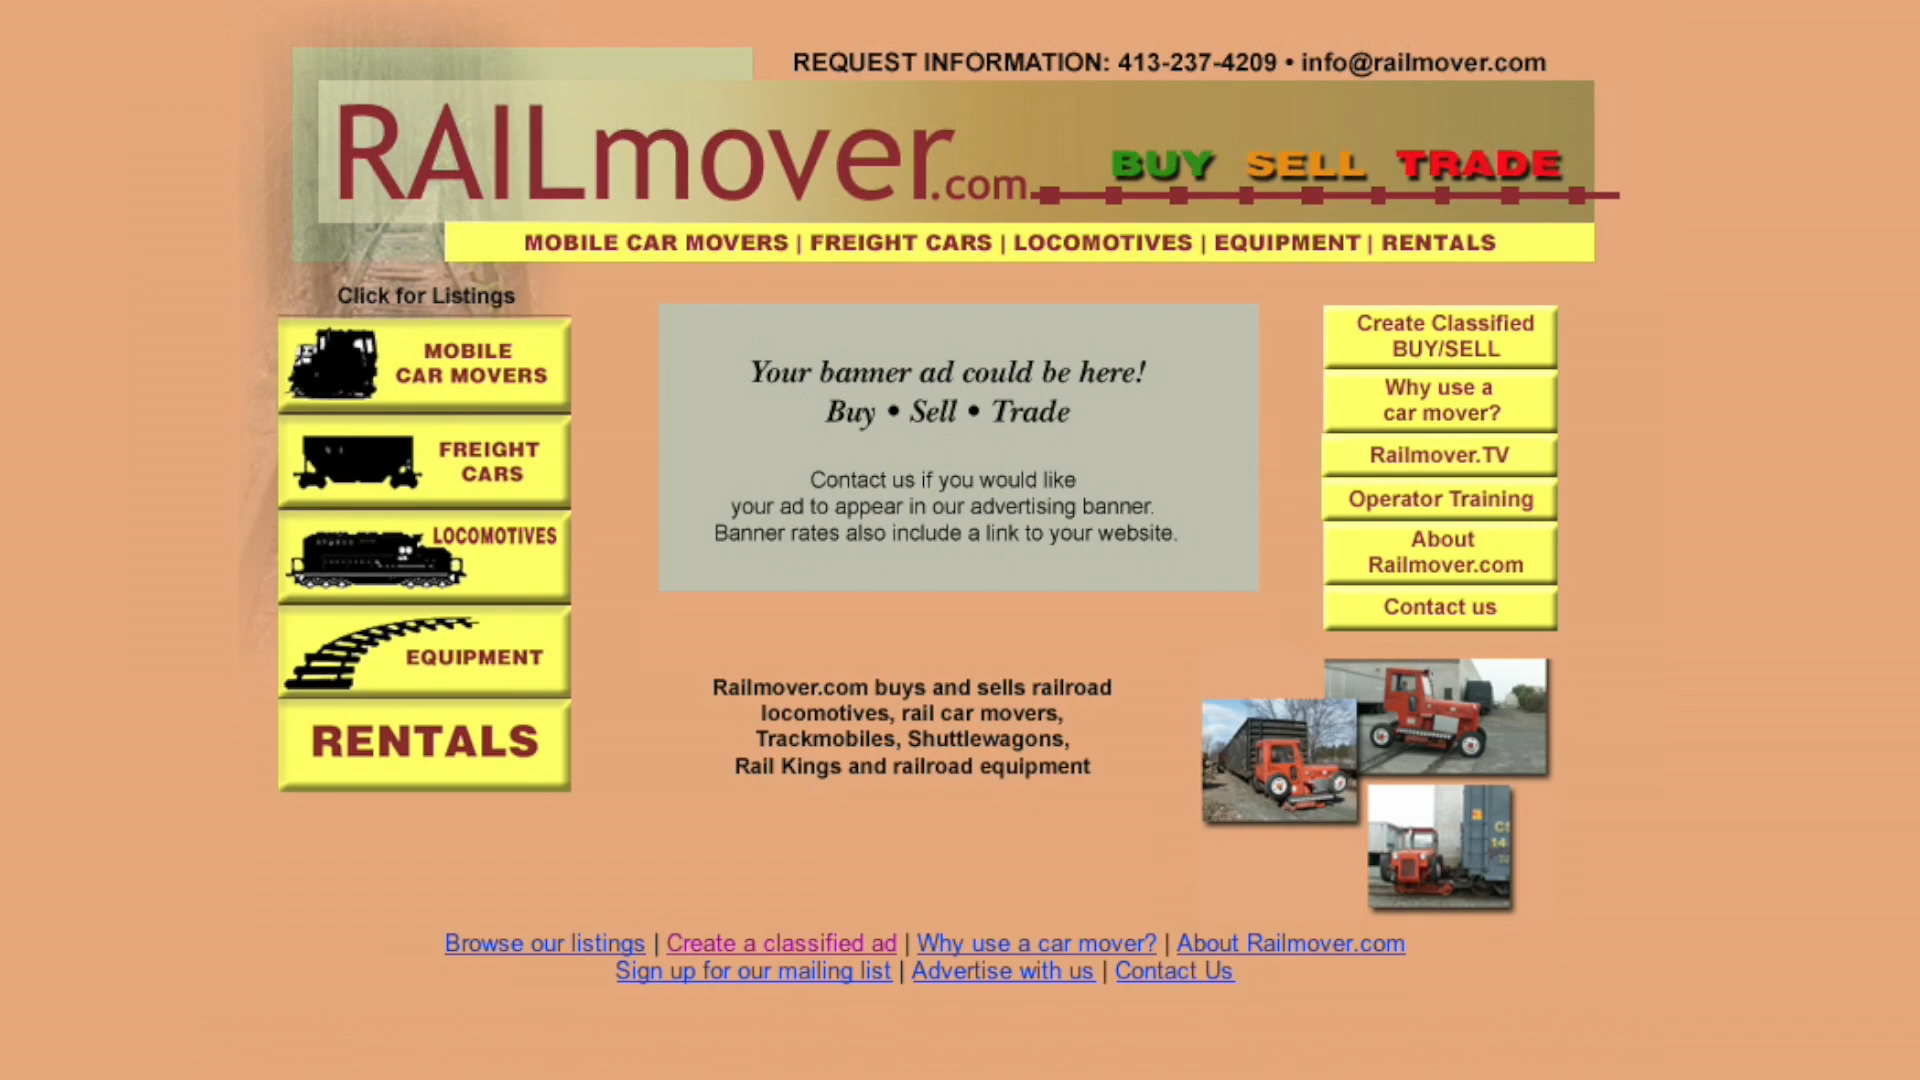 REQUEST INFORMATION: 413-237-4209 • info@railmover.com
RAILmover.com
BUY SELL TRADE
MOBILE CAR MOVERS | FREIGHT CARS | LOCOMOTIVES | EQUIPMENT | RENTALS
Click for Listings
MOBILE
CAR MOVERS
FREIGHT
CARS
LOCOMOTIVES
EQUIPMENT
RENTALS
Your banner ad could be here!
Buy • Sell • Trade
Contact us if you would like
your ad to appear in our advertising banner.
Banner rates also include a link to your website.
Railmover.com buys and sells railroad
locomotives, rail car movers,
Trackmobiles, Shuttlewagons,
Rail Kings and railroad equipment
Create Classified
BUY/SELL
Why use a
car mover?
Railmover.TV
Operator Training
About
Railmover.com
Contact us
Browse our listings | Create a classified ad | Why use a car mover? | About Railmover.com
Sign up for our mailing list | Advertise with us | Contact Us